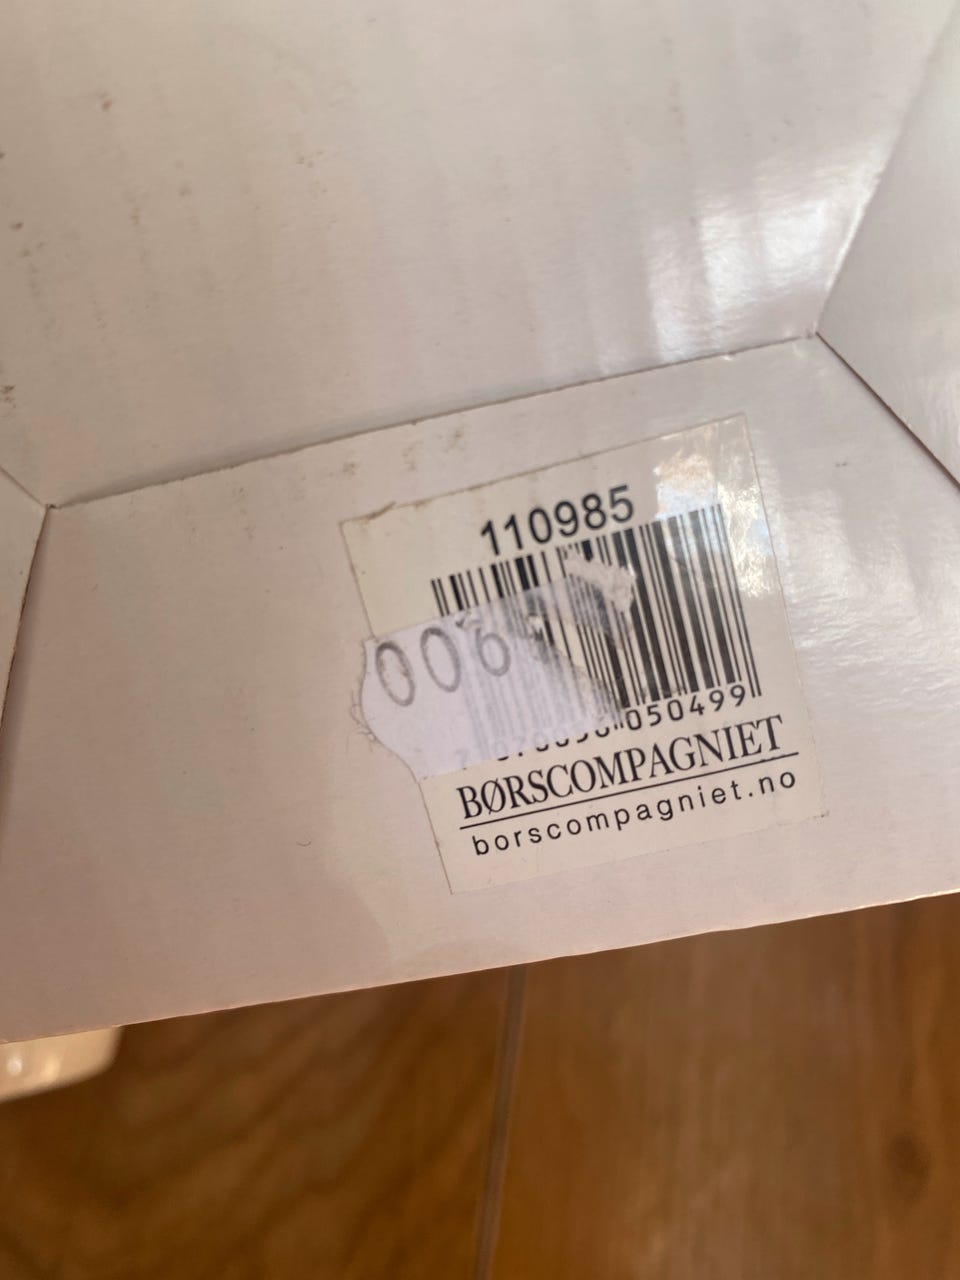 110985
006
050499
BØRSCOMPAGNIET
borscompagniet.no